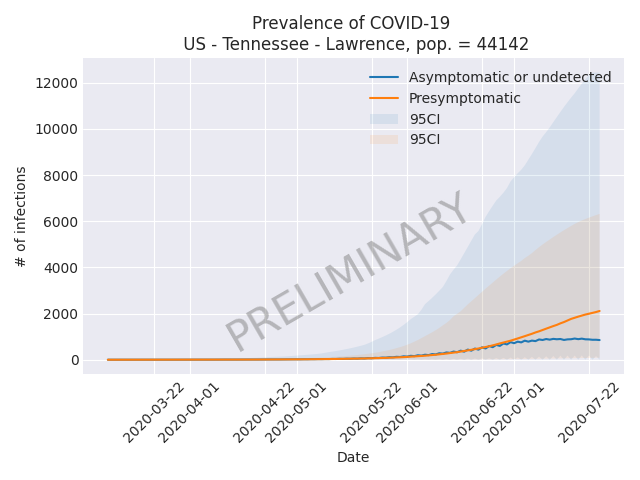 Prevalence of COVID-19
US - Tennessee - Lawrence, pop. = 44142
Asymptomatic or undetected
Presymptomatic
95CI
95CI
12000
10000
8000
6000
4000
2000
0
# of infections
PRELIMINARY
2020-03-22
2020-04-01
2020-04-22
2020-05-01
2020-05-22
2020-06-01
2020-06-22
2020-07-01
2020-07-22
Date